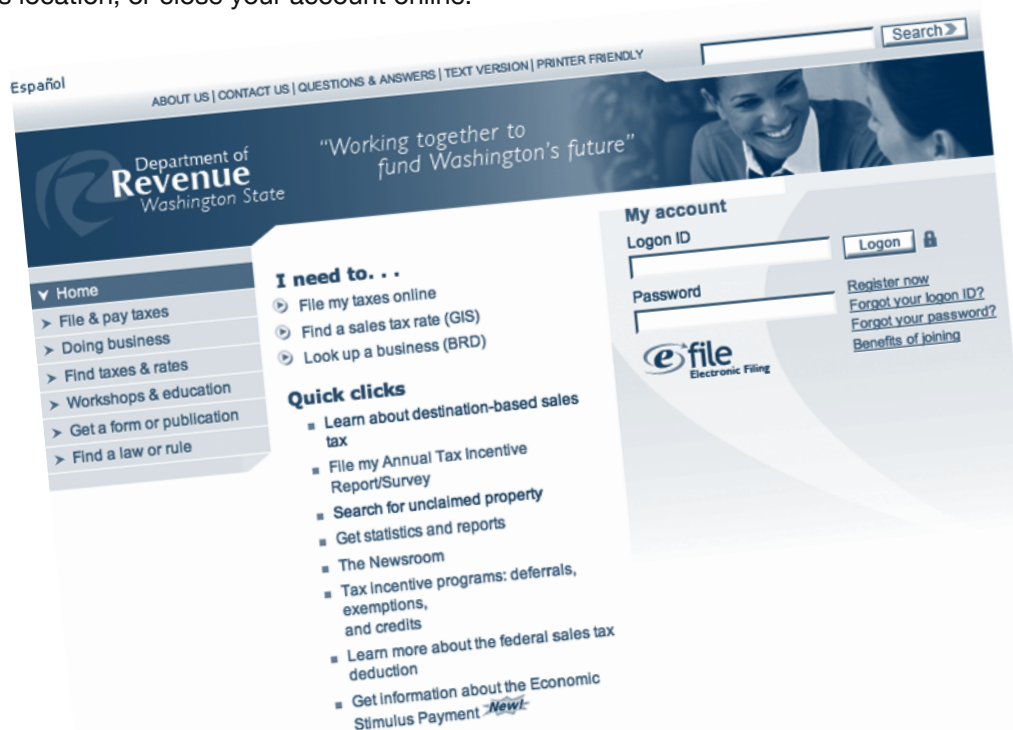 s location, or close your account online.
Español
ABOUT US | CONTACT US | QUESTIONS & ANSWERS | TEXT VERSION | PRINTER FRIENDLY
Search
Department of
Revenue
Washington State
"Working together to
fund Washington's future"
Home
File & pay taxes
Doing business
Find taxes & rates
Workshops & education
Get a form or publication
Find a law or rule
I need to. . .
File my taxes online
Find a sales tax rate (GIS)
Look up a business (BRD)
Quick clicks
Learn about destination-based sales
tax
File my Annual Tax Incentive
Report/Survey
Search for unclaimed property
Get statistics and reports
The Newsroom
Tax incentive programs: deferrals,
exemptions,
and credits
Learn more about the federal sales tax
deduction
Get information about the Economic
Stimulus Payment New!
My account
Logon ID
Logon
Password
Register now
Forgot your logon ID?
Forgot your password?
Benefits of joining
e file
Electronic Filing